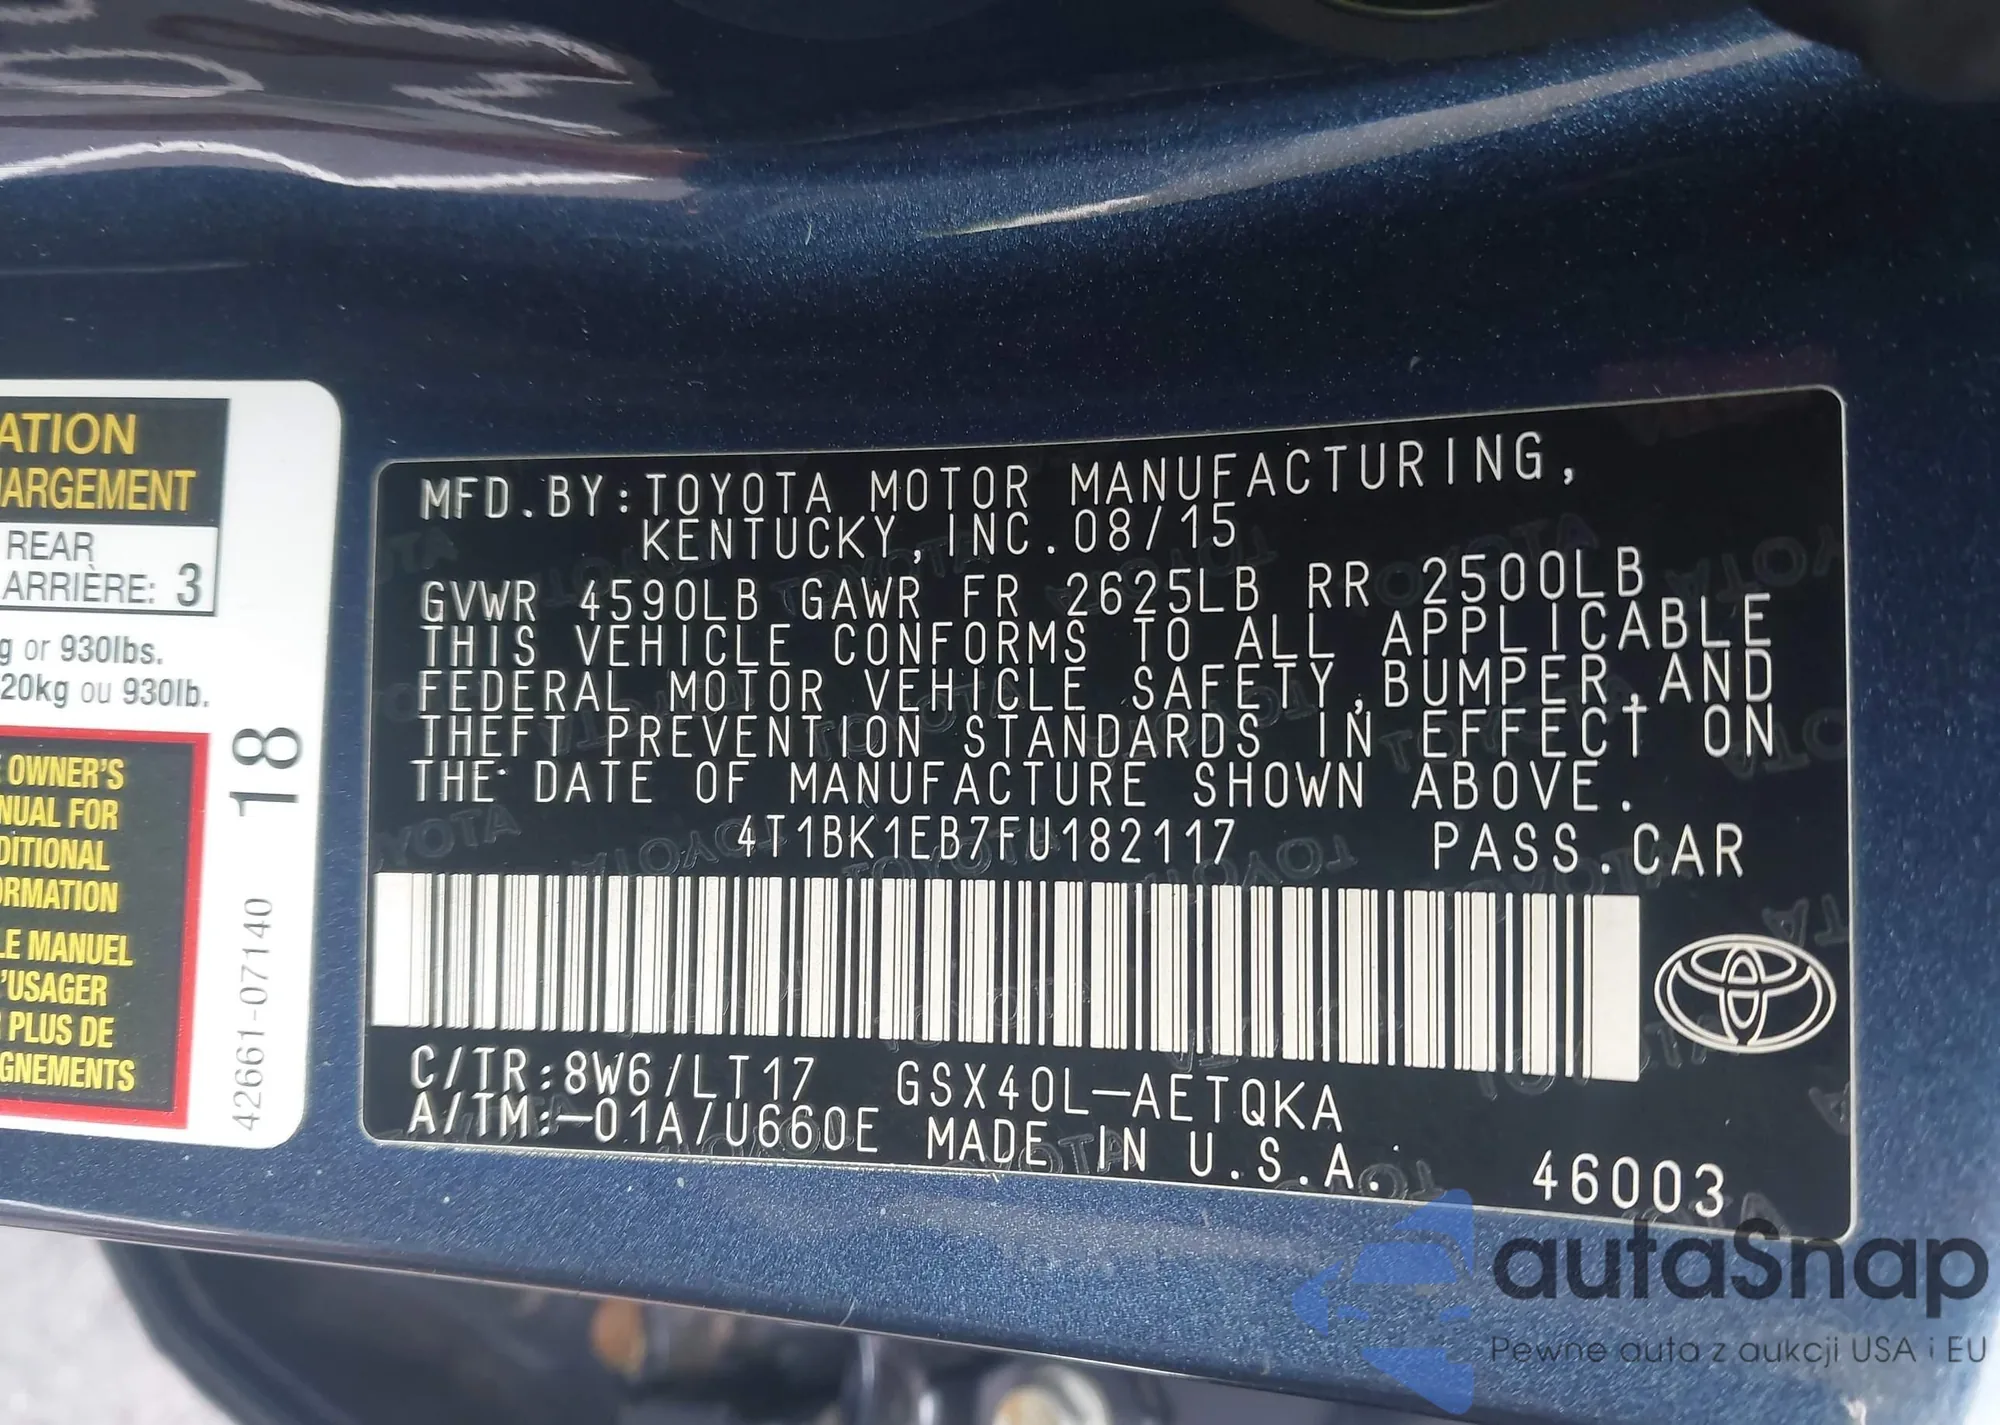 ATION
HARGEMENT
REAR
ARRIÈRE: 3
g or 930lbs.
20kg ou 930lb.
E OWNER'S
NUAL FOR
DITIONAL
ORMATION
LE MANUEL
'USAGER
R PLUS DE
GNEMENTS
18
42661-07140
MFD.BY:TOYOTA MOTOR MANUFACTURING,
KENTUCKY,INC.08/15
GVWR 4590LB GAWR FR 2625LB RR 2500LB
THIS VEHICLE CONFORMS TO ALL APPLICABLE
FEDERAL MOTOR VEHICLE SAFETY,BUMPER,AND
THEFT PREVENTION STANDARDS IN EFFECT ON
THE DATE OF MANUFACTURE SHOWN ABOVE.
4T1BK1EB7FU182117 PASS.CAR
C/TR:8W6/LT17 GSX40L-AETQKA
A/TM:-01A/U660E MADE IN U.S.A. 46003
autaSnap
Pewne auta z aukcji USA i EU